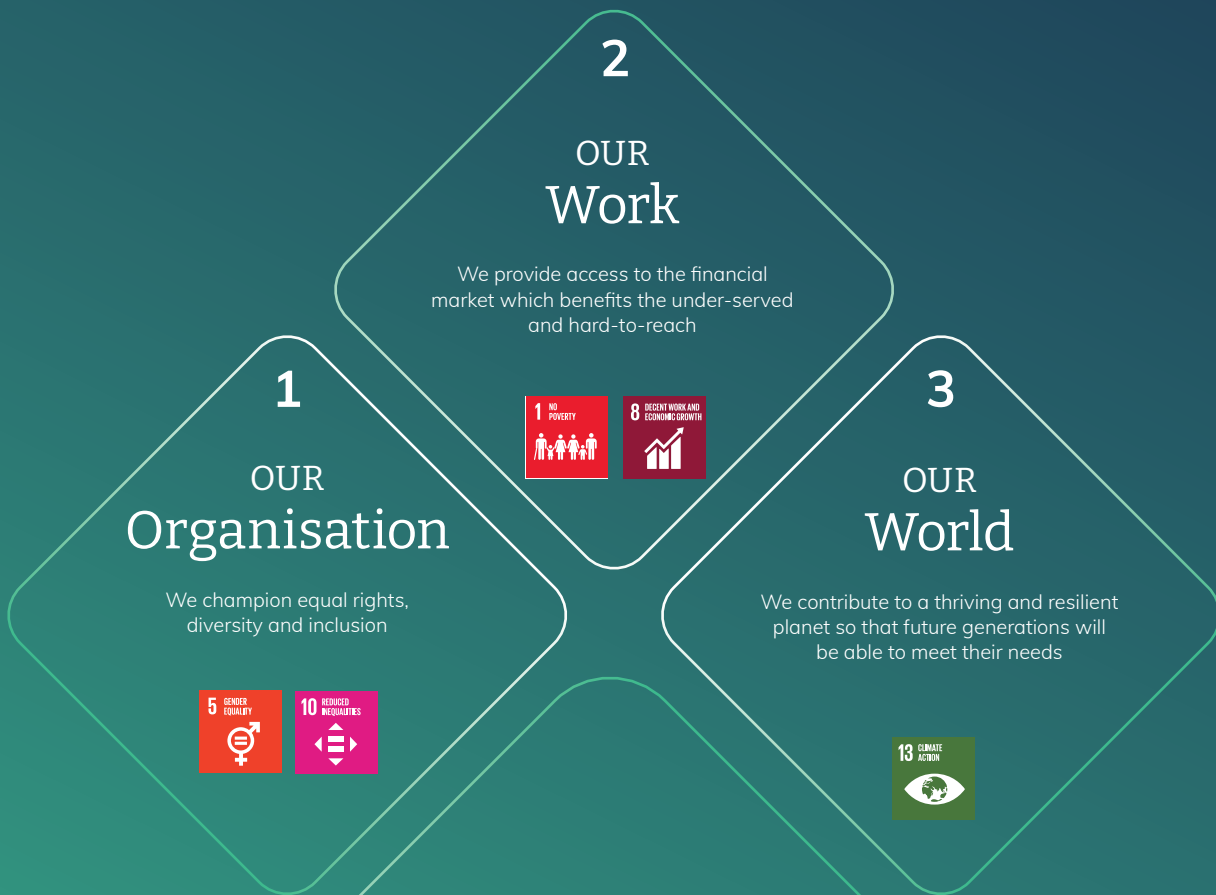 2
OUR
Work
We provide access to the financial
market which benefits the under-served
and hard-to-reach
1 NO
POVERTY
8 DECENT WORK AND
ECONOMIC GROWTH
1
OUR
Organisation
We champion equal rights,
diversity and inclusion
5 GENDER
EQUALITY
10 REDUCED
INEQUALITIES
3
OUR
World
We contribute to a thriving and resilient
planet so that future generations will
be able to meet their needs
13 CLIMATE
ACTION